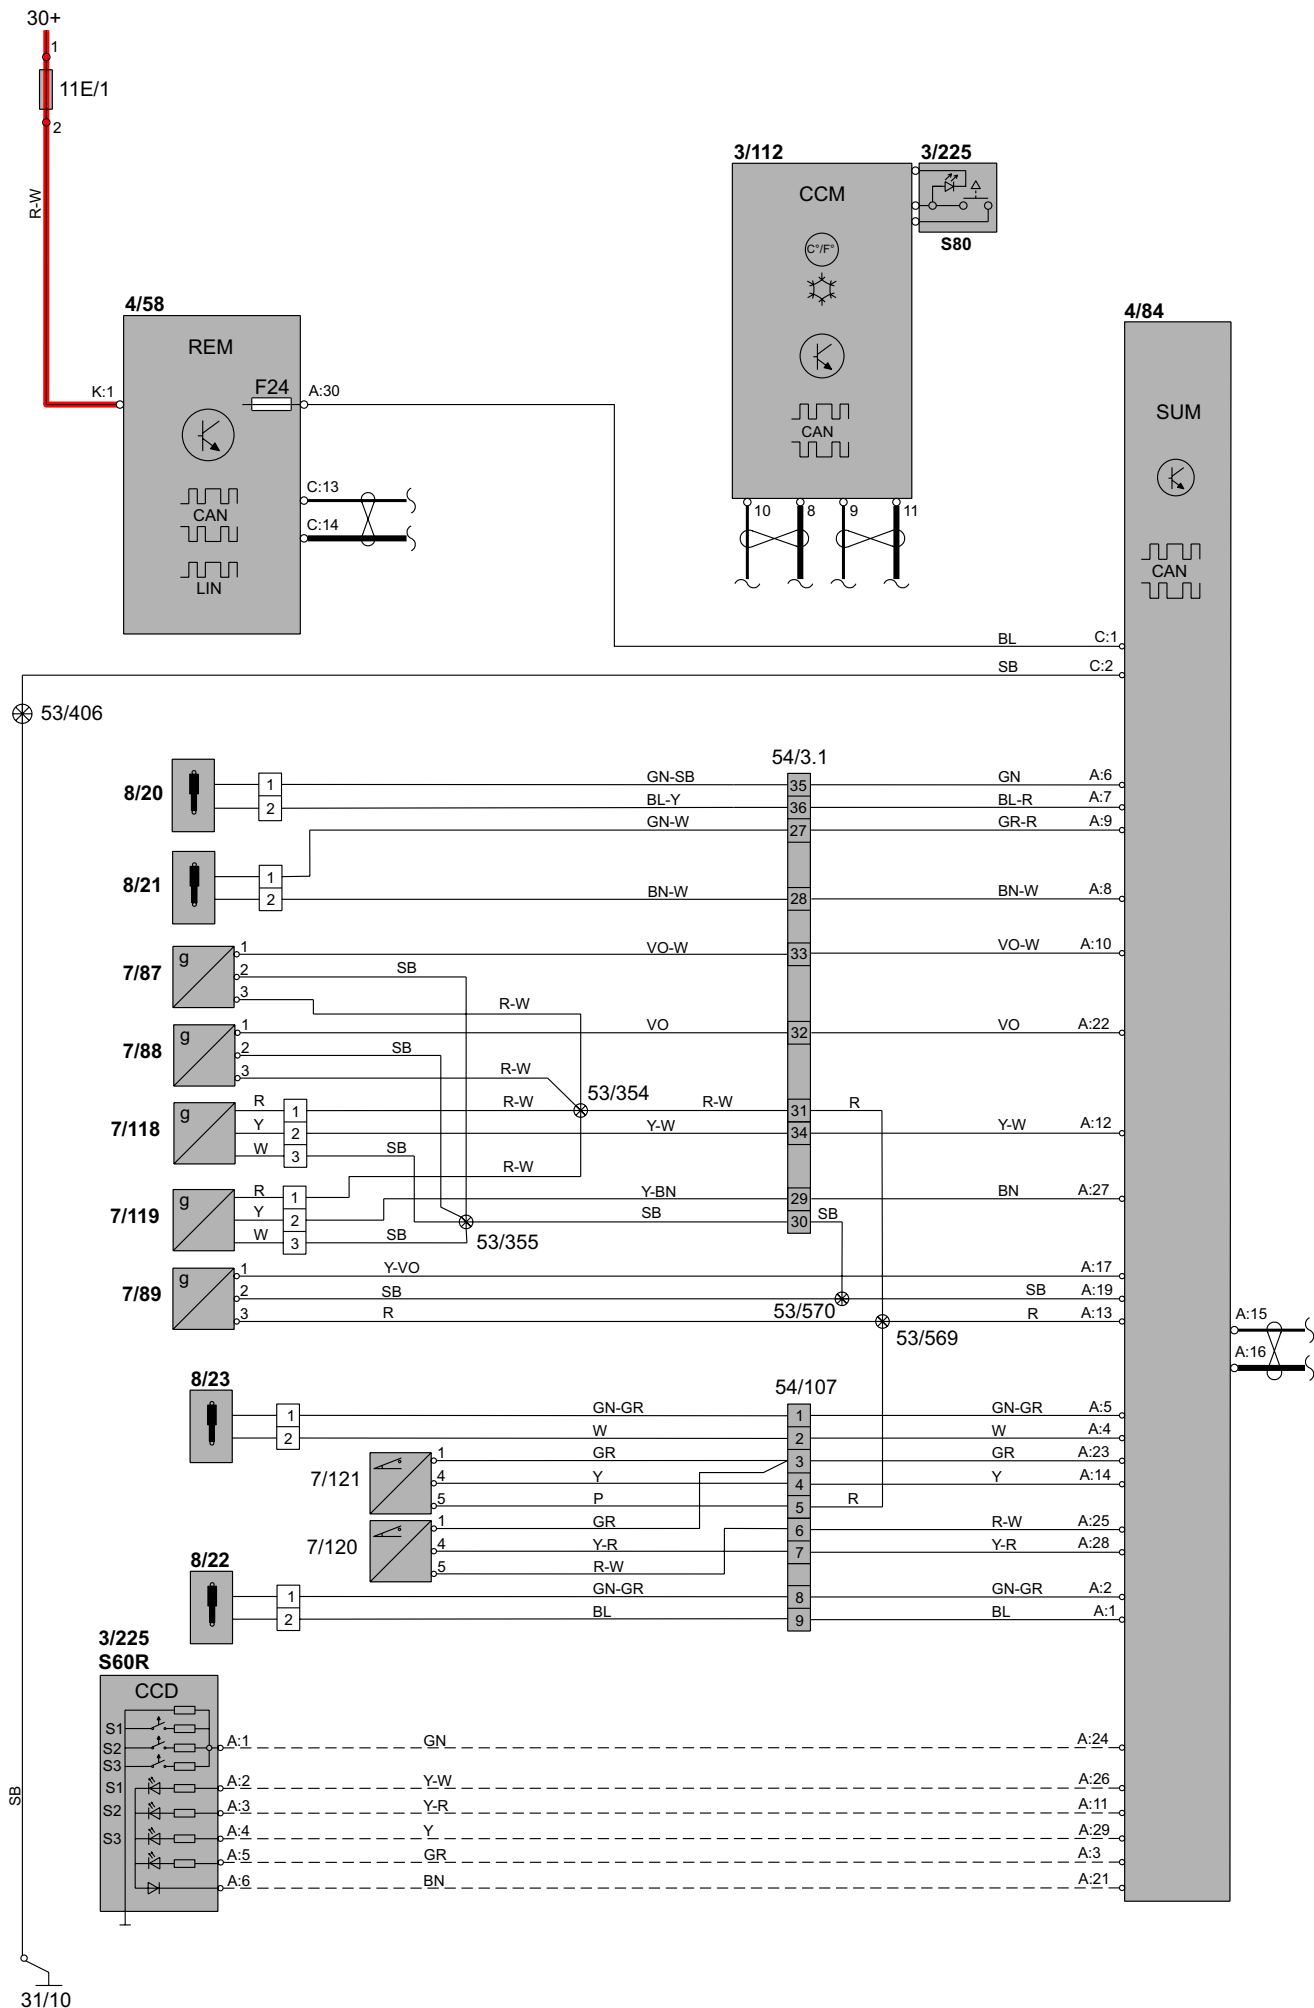 30+
1
11E/1
2
R-W
3/112
3/225
CCM
C°/F°
S80
CAN
10
8
9
11
4/58
REM
K:1
F24
A:30
C:13
CAN
C:14
LIN
4/84
SUM
CAN
BL
C:1
SB
C:2
53/406
54/3.1
8/20
1
GN-SB
35
GN
A:6
2
BL-Y
36
BL-R
A:7
GN-W
27
GR-R
A:9
8/21
1
2
BN-W
28
BN-W
A:8
7/87
g
1
VO-W
33
VO-W
A:10
2
SB
3
R-W
7/88
g
1
VO
32
VO
A:22
2
SB
3
R-W
53/354
7/118
g
R
1
R-W
R-W
31
R
Y
2
Y-W
34
Y-W
A:12
W
3
SB
R-W
7/119
g
R
1
Y-BN
29
BN
A:27
Y
2
SB
30
SB
W
3
SB
53/355
7/89
g
1
Y-VO
A:17
2
SB
SB
A:19
53/570
3
R
R
A:13
53/569
A:15
A:16
54/107
8/23
1
GN-GR
1
GN-GR
A:5
2
W
2
W
A:4
7/121
1
GR
3
GR
A:23
4
Y
4
Y
A:14
5
P
5
R
7/120
1
GR
6
R-W
A:25
4
Y-R
7
Y-R
A:28
5
R-W
8/22
1
GN-GR
8
GN-GR
A:2
2
BL
9
BL
A:1
3/225
S60R
CCD
S1
S2
A:1
GN
A:24
S3
S1
A:2
Y-W
A:26
S2
A:3
Y-R
A:11
S3
A:4
Y
A:29
A:5
GR
A:3
A:6
BN
A:21
SB
31/10